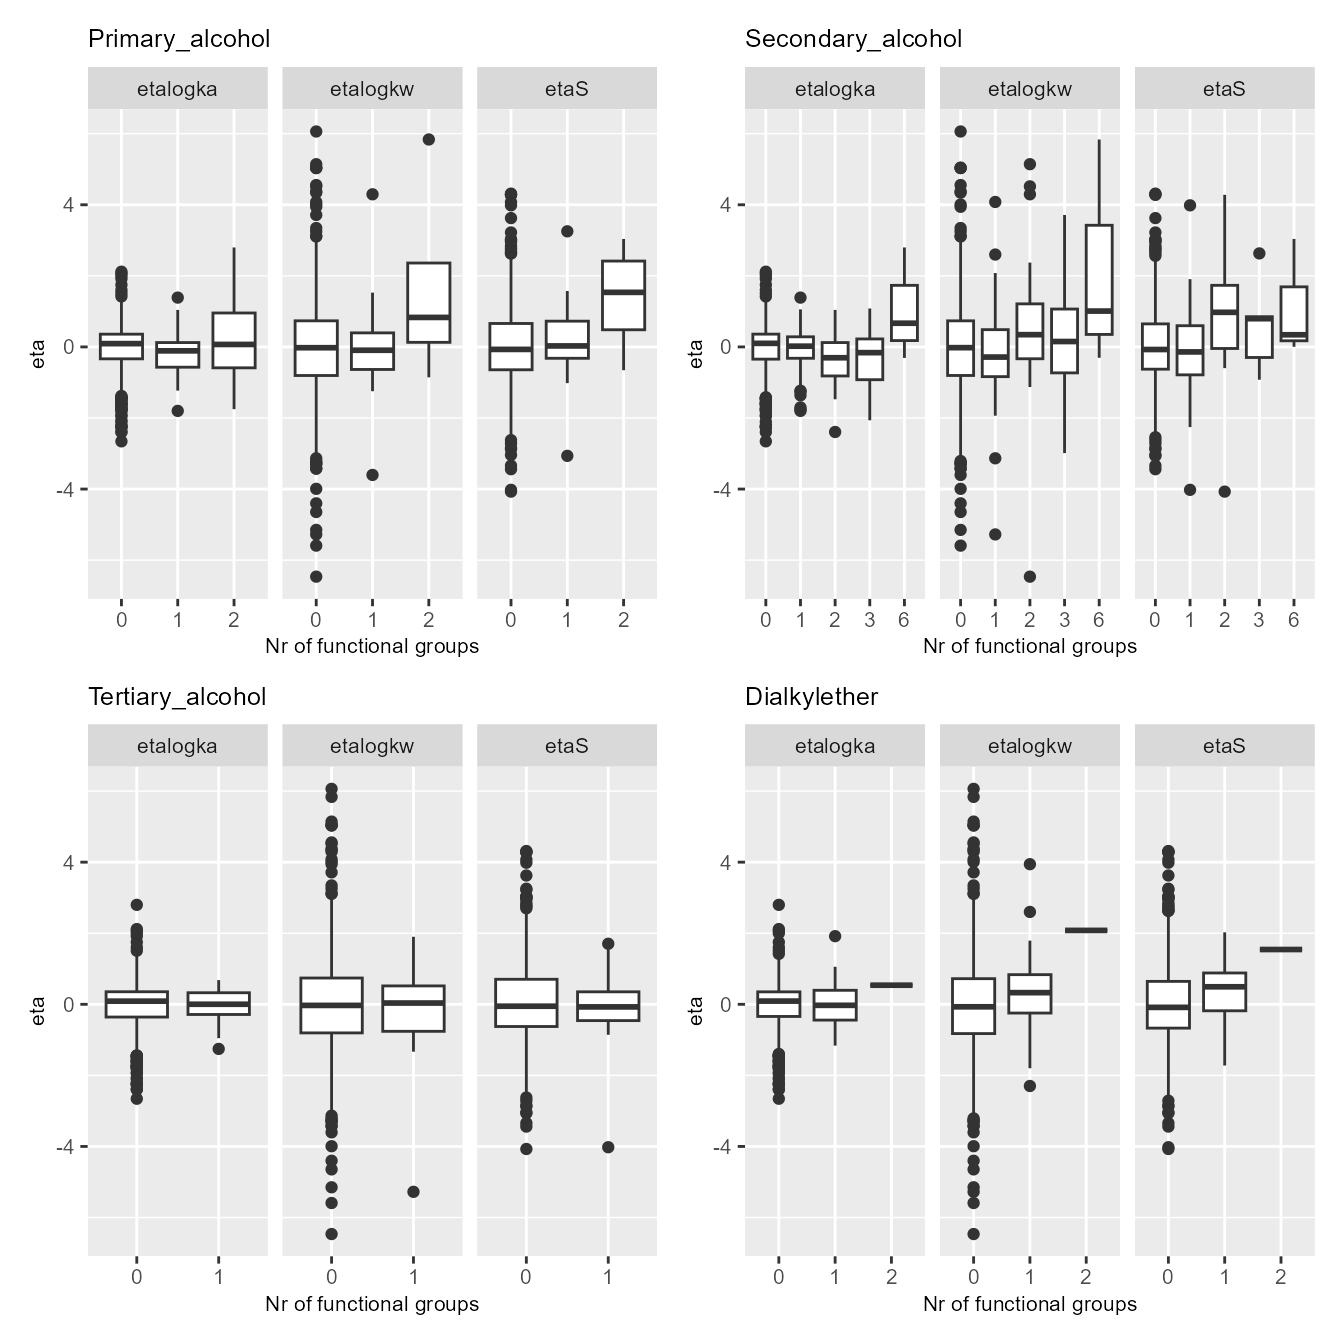 Primary_alcohol
etalogka etalogkw etaS
4
0
-4
eta
0 1 2 0 1 2 0 1 2
Nr of functional groups
Secondary_alcohol
etalogka etalogkw etaS
4
0
-4
eta
0 1 2 3 6 0 1 2 3 6 0 1 2 3 6
Nr of functional groups
Tertiary_alcohol
etalogka etalogkw etaS
4
0
-4
eta
0 1 0 1 0 1
Nr of functional groups
Dialkylether
etalogka etalogkw etaS
4
0
-4
eta
0 1 2 0 1 2 0 1 2
Nr of functional groups